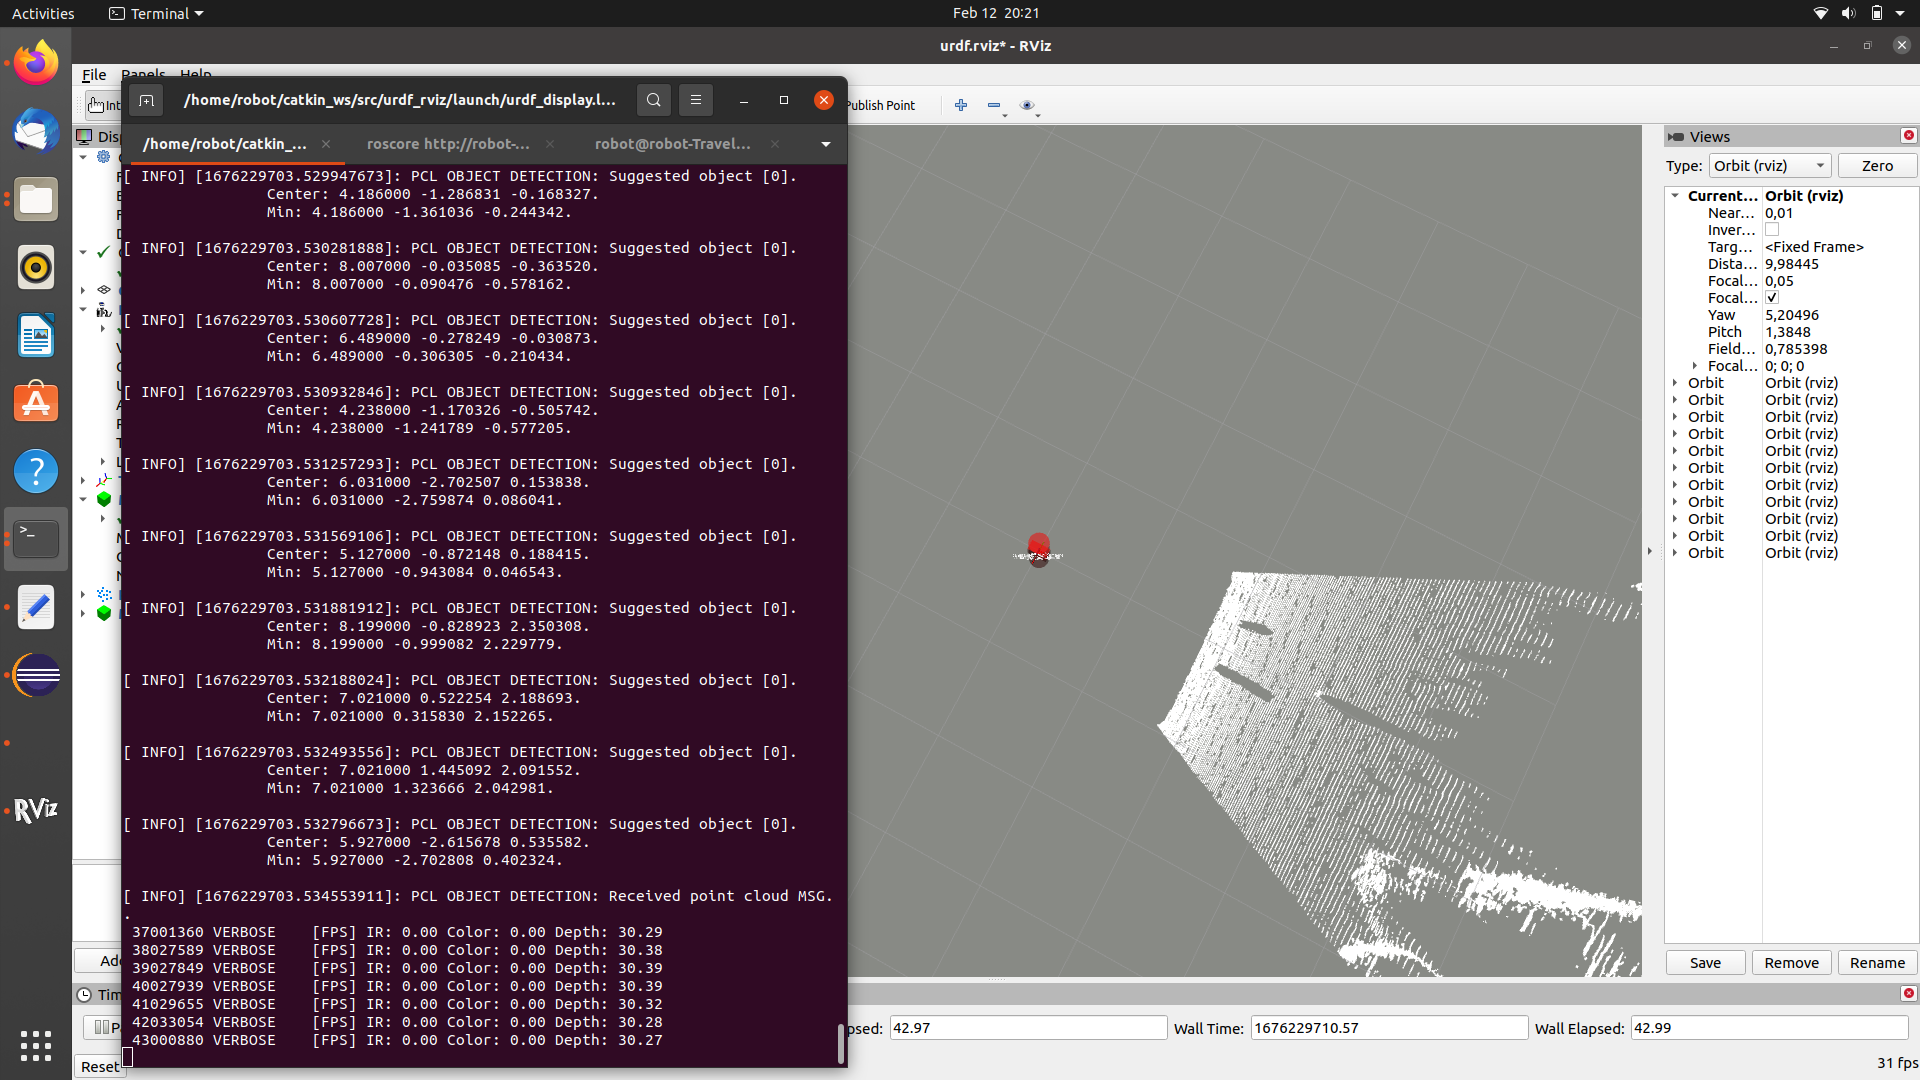 Activities
Terminal
Feb 12 20:21
urdf.rviz* - RViz
File Panels Help
/home/robot/catkin_ws/src/urdf_rviz/launch/urdf_display.l...
Publish Point
/home/robot/catkin_...
roscore http://robot-...
robot@robot-Travel...
[ INFO] [1676229703.529947673]: PCL OBJECT DETECTION: Suggested object [0].
Center: 4.186000 -1.286831 -0.168327.
Min: 4.186000 -1.361036 -0.244342.
[ INFO] [1676229703.530281888]: PCL OBJECT DETECTION: Suggested object [0].
Center: 8.007000 -0.035085 -0.363520.
Min: 8.007000 -0.090476 -0.578162.
[ INFO] [1676229703.530607728]: PCL OBJECT DETECTION: Suggested object [0].
Center: 6.489000 -0.278249 -0.030873.
Min: 6.489000 -0.306305 -0.210434.
[ INFO] [1676229703.530932846]: PCL OBJECT DETECTION: Suggested object [0].
Center: 4.238000 -1.170326 -0.505742.
Min: 4.238000 -1.241789 -0.577205.
[ INFO] [1676229703.531257293]: PCL OBJECT DETECTION: Suggested object [0].
Center: 6.031000 -2.702507 0.153838.
Min: 6.031000 -2.759874 0.086041.
[ INFO] [1676229703.531569106]: PCL OBJECT DETECTION: Suggested object [0].
Center: 5.127000 -0.872148 0.188415.
Min: 5.127000 -0.943084 0.046543.
[ INFO] [1676229703.531881912]: PCL OBJECT DETECTION: Suggested object [0].
Center: 8.199000 -0.828923 2.350308.
Min: 8.199000 -0.999082 2.229779.
[ INFO] [1676229703.532188024]: PCL OBJECT DETECTION: Suggested object [0].
Center: 7.021000 0.522254 2.188693.
Min: 7.021000 0.315830 2.152265.
[ INFO] [1676229703.532493556]: PCL OBJECT DETECTION: Suggested object [0].
Center: 7.021000 1.445092 2.091552.
Min: 7.021000 1.323666 2.042981.
[ INFO] [1676229703.532796673]: PCL OBJECT DETECTION: Suggested object [0].
Center: 5.927000 -2.615678 0.535582.
Min: 5.927000 -2.702808 0.402324.
[ INFO] [1676229703.534553911]: PCL OBJECT DETECTION: Received point cloud MSG.
.
37001360 VERBOSE [FPS] IR: 0.00 Color: 0.00 Depth: 30.29
38027589 VERBOSE [FPS] IR: 0.00 Color: 0.00 Depth: 30.38
39027849 VERBOSE [FPS] IR: 0.00 Color: 0.00 Depth: 30.39
40027939 VERBOSE [FPS] IR: 0.00 Color: 0.00 Depth: 30.39
41029655 VERBOSE [FPS] IR: 0.00 Color: 0.00 Depth: 30.32
42033054 VERBOSE [FPS] IR: 0.00 Color: 0.00 Depth: 30.28
43000880 VERBOSE [FPS] IR: 0.00 Color: 0.00 Depth: 30.27
Views
Type: Orbit (rviz) Zero
Current... Orbit (rviz)
Near... 0,01
Inver...
Targ... <Fixed Frame>
Dista... 9,98445
Focal... 0,05
Focal...
Yaw 5,20496
Pitch 1,3848
Field... 0,785398
Focal... 0; 0; 0
Orbit Orbit (rviz)
Orbit Orbit (rviz)
Orbit Orbit (rviz)
Orbit Orbit (rviz)
Orbit Orbit (rviz)
Orbit Orbit (rviz)
Orbit Orbit (rviz)
Orbit Orbit (rviz)
Orbit Orbit (rviz)
Orbit Orbit (rviz)
Orbit Orbit (rviz)
Save Remove Rename
RViz
psed: 42.97 Wall Time: 1676229710.57 Wall Elapsed: 42.99
Reset
31 fps